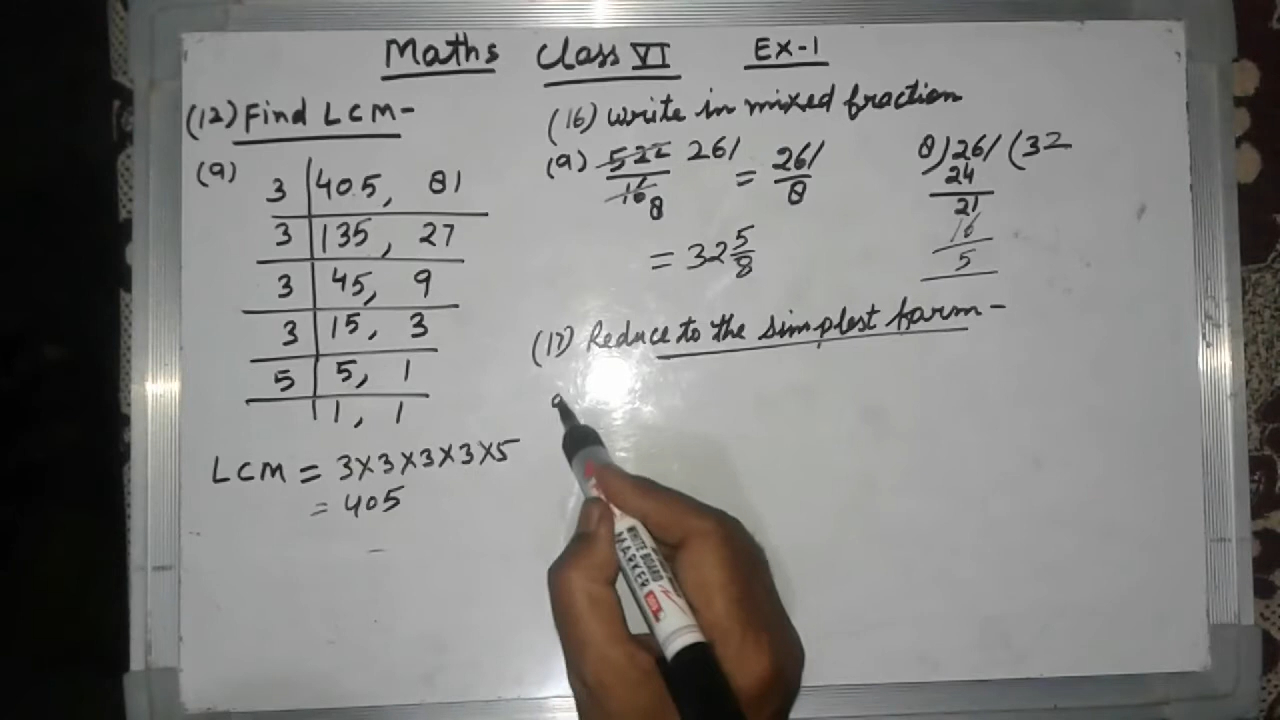 Maths Class VI Ex-1
(12) Find LCM-
(a)
3 | 405, 81
3 | 135, 27
3 | 45, 9
3 | 15, 3
5 | 5, 1
| 1, 1
LCM = 3×3×3×3×5
= 405
(16) Write in mixed fraction
(a) 522/16 261/8 = 261/8
= 32 5/8
8)261(32
24
21
16
5
(17) Reduce to the simplest form-
WHITE BOARD
MARKER